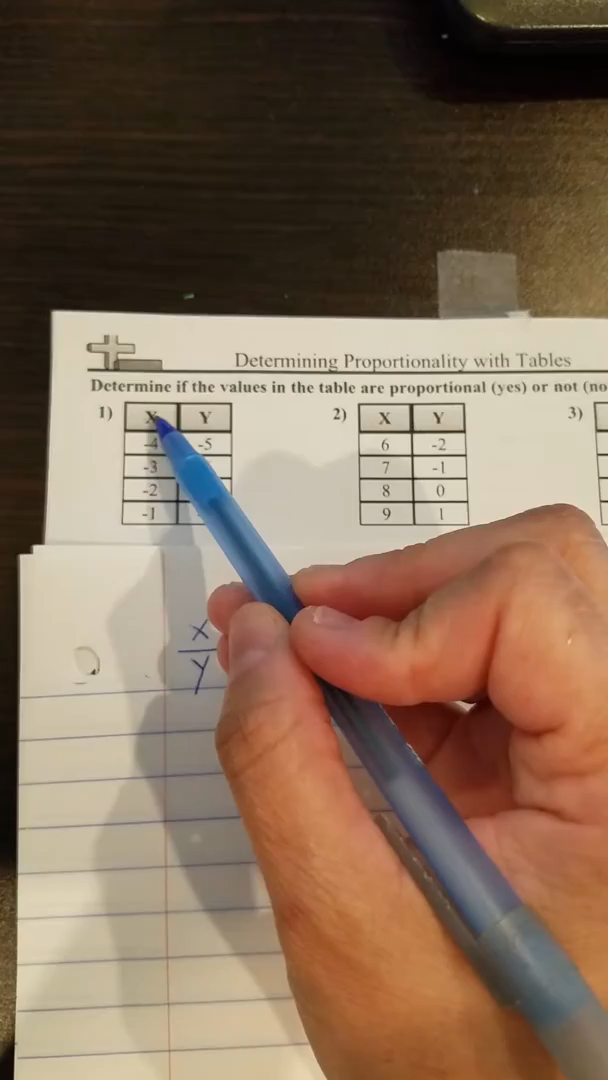 Determining Proportionality with Tables
Determine if the values in the table are proportional (yes) or not (no
1) 2) 3)
X Y X Y
-4 -5 6 -2
-3 7 -1
-2 8 0
-1 9 1
X
Y